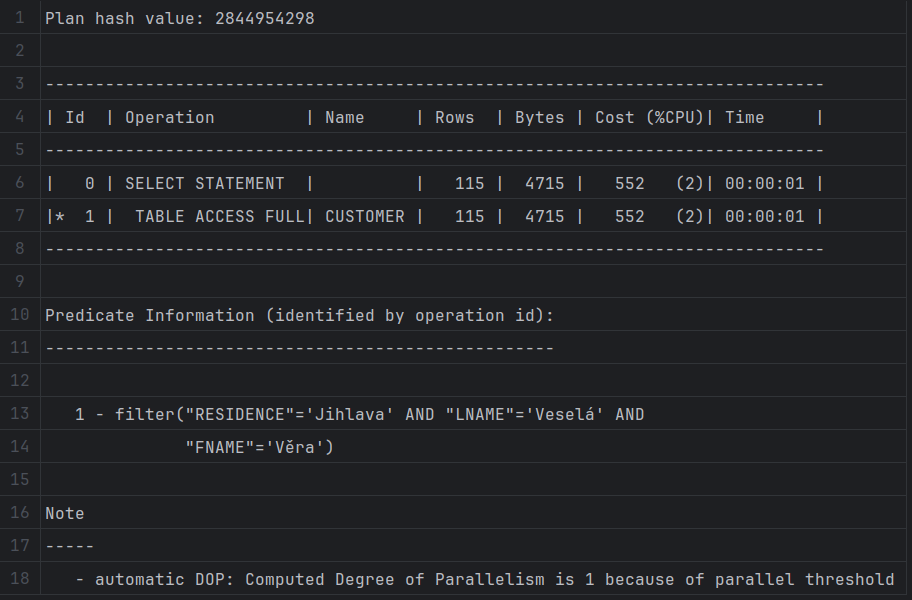 1 Plan hash value: 2844954298
2
3 ------------------------------------------------------------------------------
4 | Id  | Operation         | Name     | Rows  | Bytes | Cost (%CPU)| Time     |
5 ------------------------------------------------------------------------------
6 |   0 | SELECT STATEMENT  |          |   115 |  4715 |   552   (2)| 00:00:01 |
7 |*  1 |  TABLE ACCESS FULL| CUSTOMER |   115 |  4715 |   552   (2)| 00:00:01 |
8 ------------------------------------------------------------------------------
9
10 Predicate Information (identified by operation id):
11 ---------------------------------------------------
12
13    1 - filter("RESIDENCE"='Jihlava' AND "LNAME"='Veselá' AND
14               "FNAME"='Věra')
15
16 Note
17 -----
18    - automatic DOP: Computed Degree of Parallelism is 1 because of parallel threshold